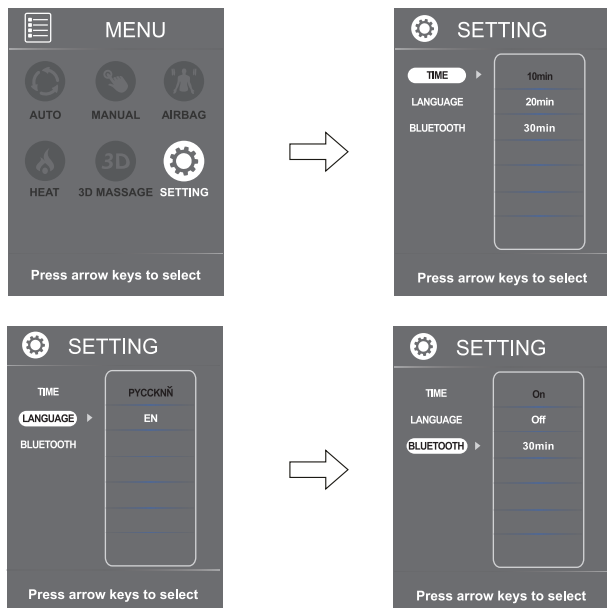 MENU
AUTO MANUAL AIRBAG
3D
HEAT 3D MASSAGE SETTING
Press arrow keys to select
SETTING
TIME 10min
LANGUAGE 20min
BLUETOOTH 30min
Press arrow keys to select
SETTING
TIME PYCCKNŇ
LANGUAGE EN
BLUETOOTH
Press arrow keys to select
SETTING
TIME On
LANGUAGE Off
BLUETOOTH 30min
Press arrow keys to select